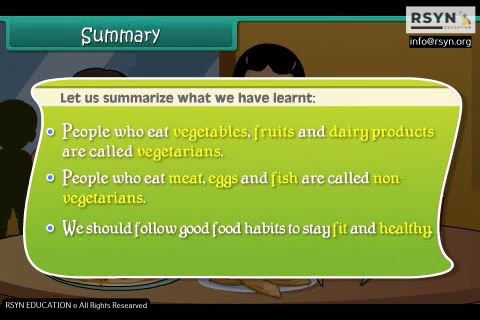 RSYN
EDUCATION
info@rsyn.org
Summary
Let us summarize what we have learnt:
People who eat vegetables, fruits and dairy products
are called vegetarians.
People who eat meat, eggs and fish are called non-
vegetarians.
We should follow good food habits to stay fit and healthy.
RSYN EDUCATION © All Rights Researved